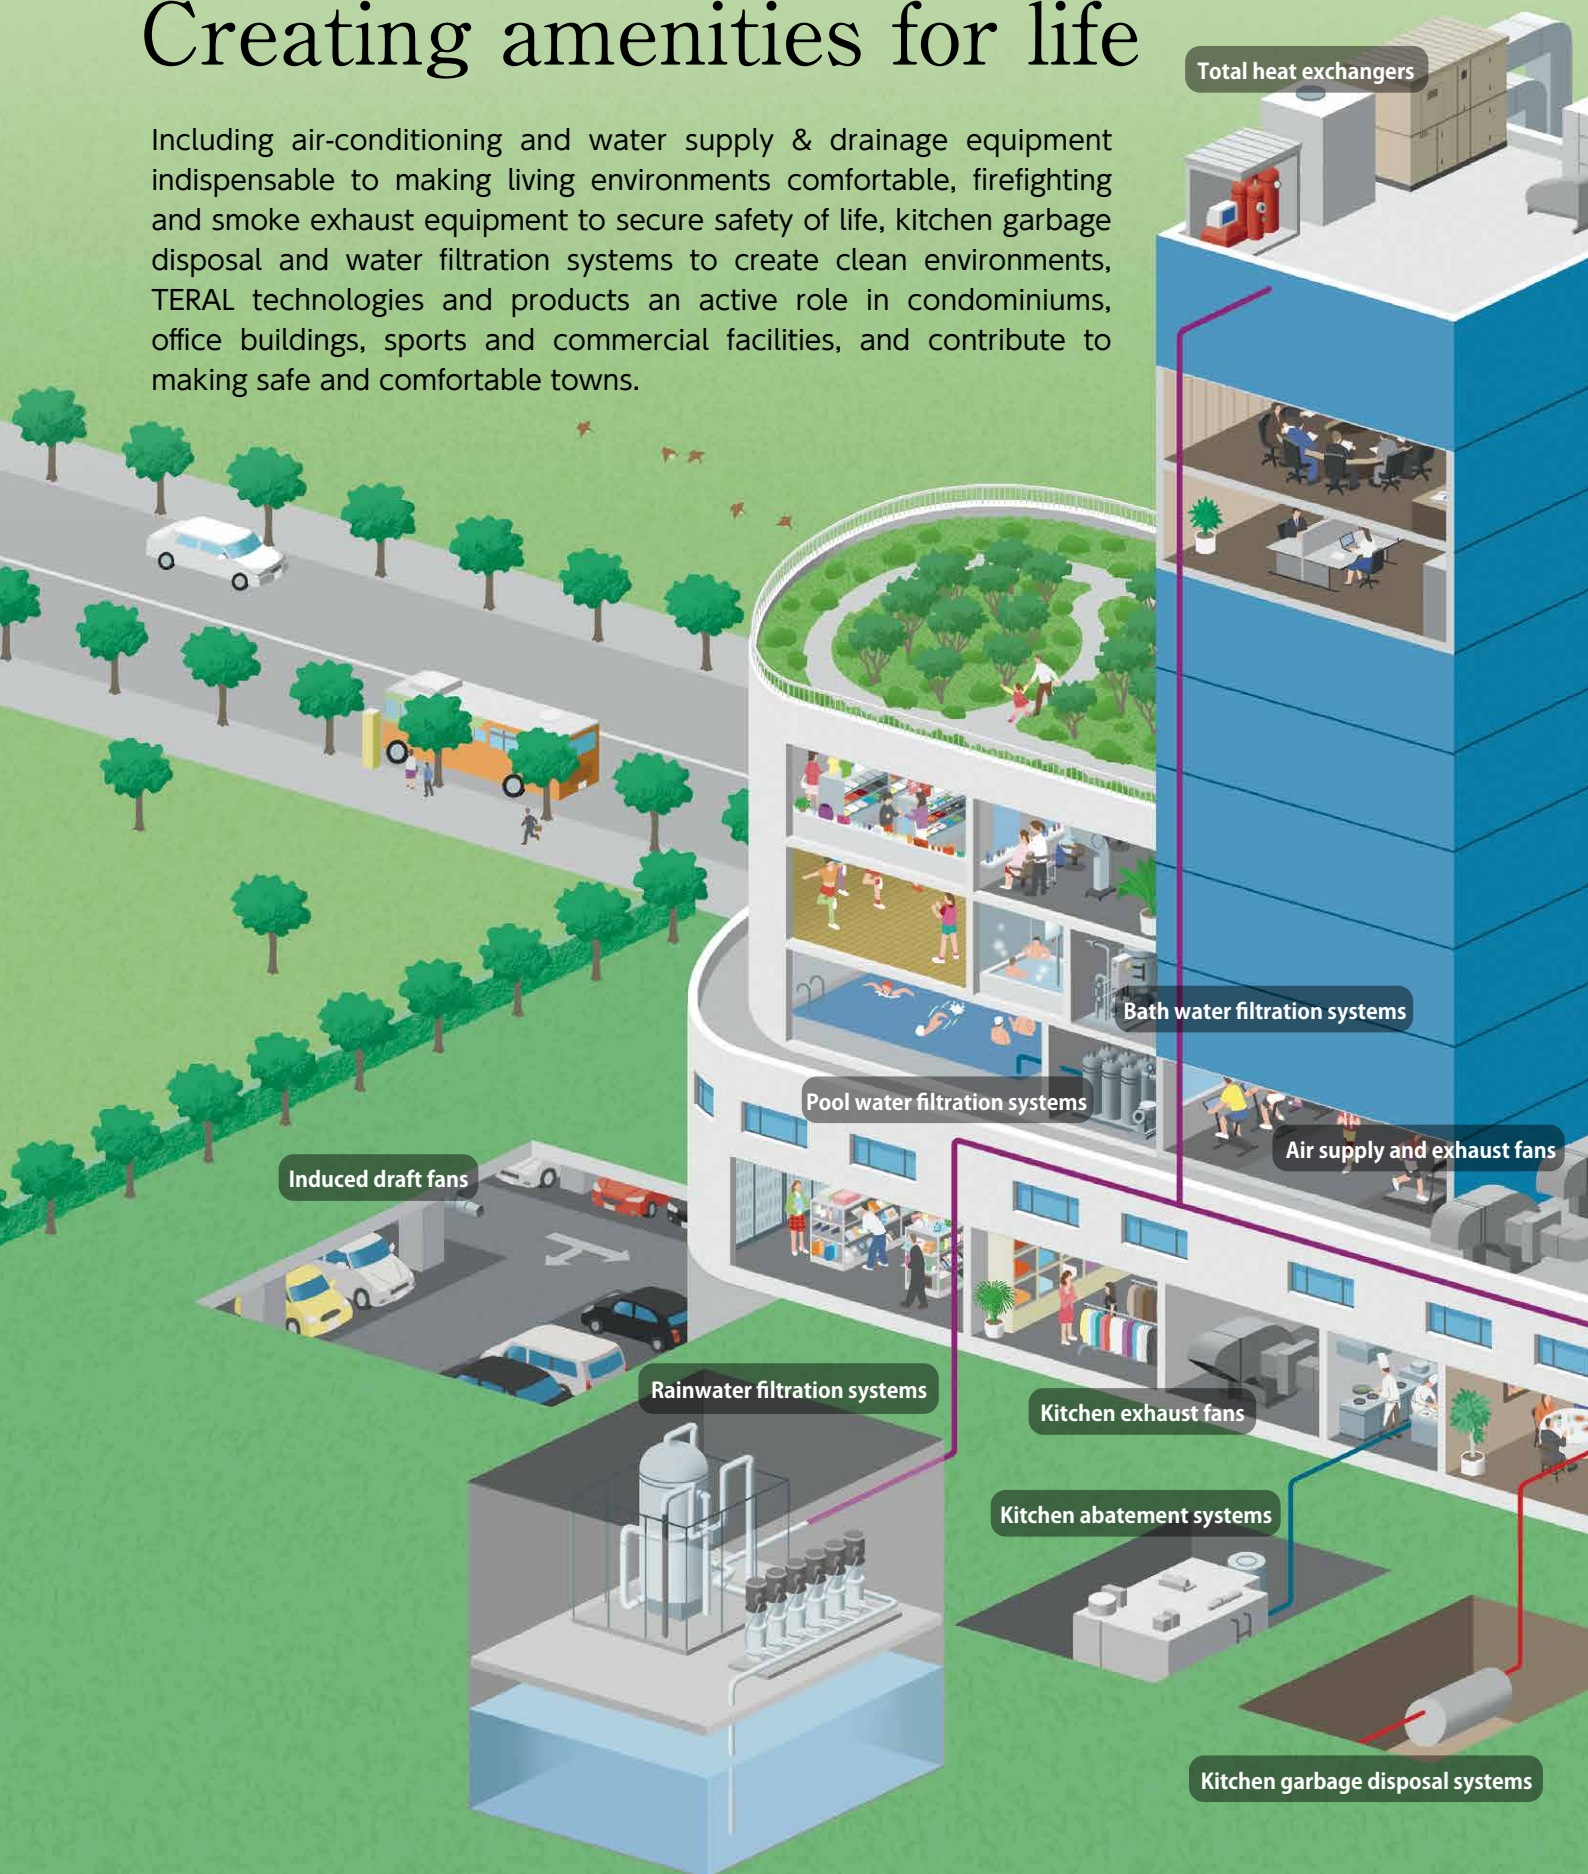 Creating amenities for life
Total heat exchangers
Including air-conditioning and water supply & drainage equipment
indispensable to making living environments comfortable, firefighting
and smoke exhaust equipment to secure safety of life, kitchen garbage
disposal and water filtration systems to create clean environments,
TERAL technologies and products an active role in condominiums,
office buildings, sports and commercial facilities, and contribute to
making safe and comfortable towns.
Bath water filtration systems
Pool water filtration systems
Air supply and exhaust fans
Induced draft fans
Rainwater filtration systems
Kitchen exhaust fans
Kitchen abatement systems
Kitchen garbage disposal systems